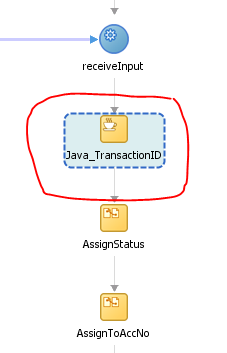 receiveInput
Java_TransactionID
AssignStatus
AssignToAccNo